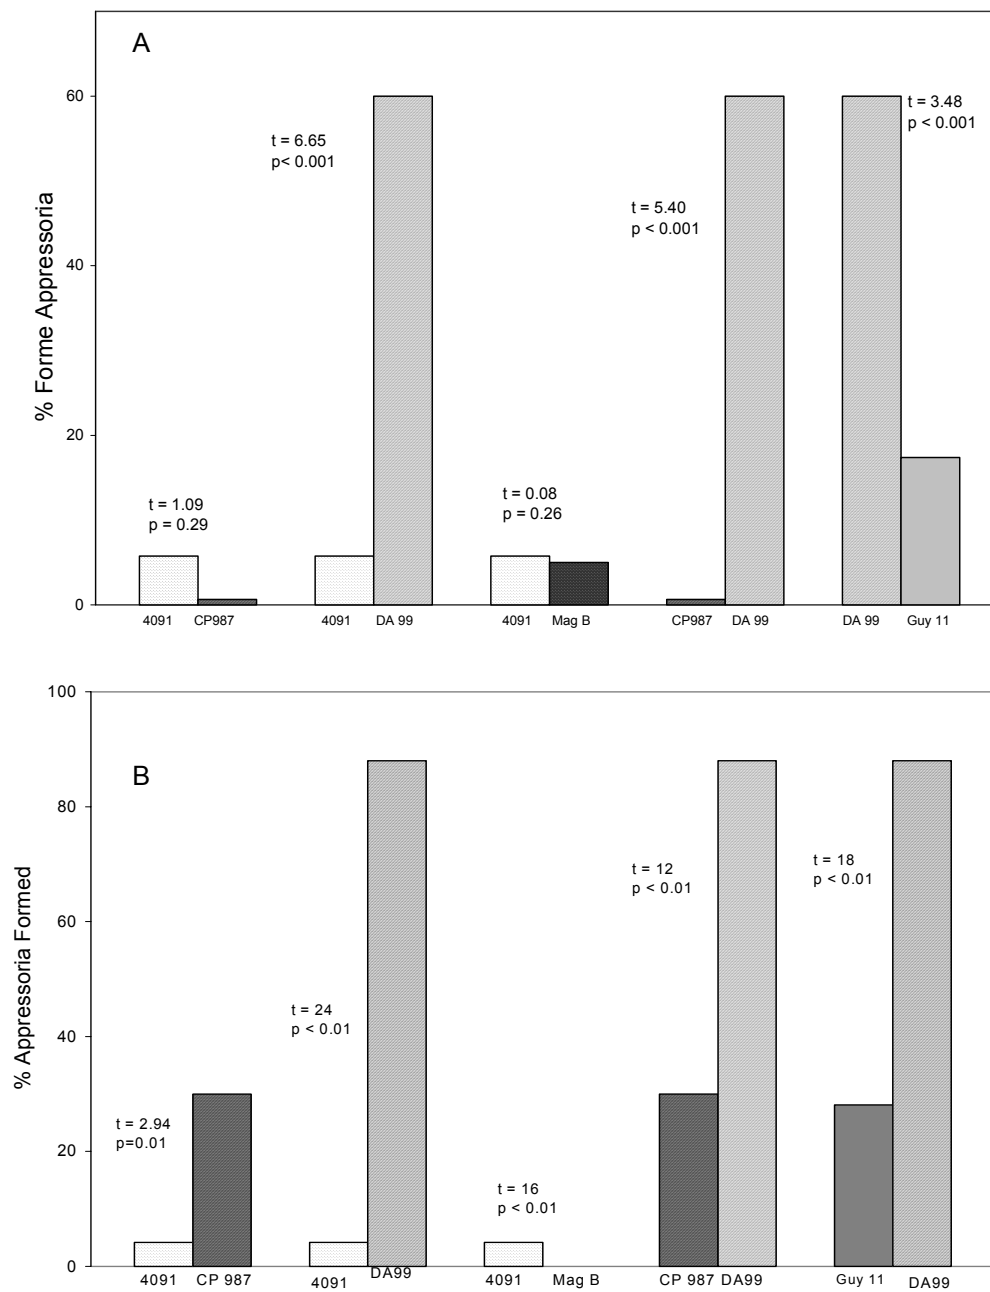 A
% Forme Appressoria
60
40
20
0
t = 6.65
p< 0.001
t = 3.48
p < 0.001
t = 5.40
p < 0.001
t = 1.09
p = 0.29
t = 0.08
p = 0.26
4091 CP987 4091 DA 99 4091 Mag B CP987 DA 99 DA 99 Guy 11
B
% Appressoria Formed
100
80
60
40
20
0
t = 12
p < 0.01
t = 18
p < 0.01
t = 24
p < 0.01
t = 2.94
p=0.01
t = 16
p < 0.01
4091 CP 987 4091 DA99 4091 Mag B CP 987 DA99 Guy 11 DA99